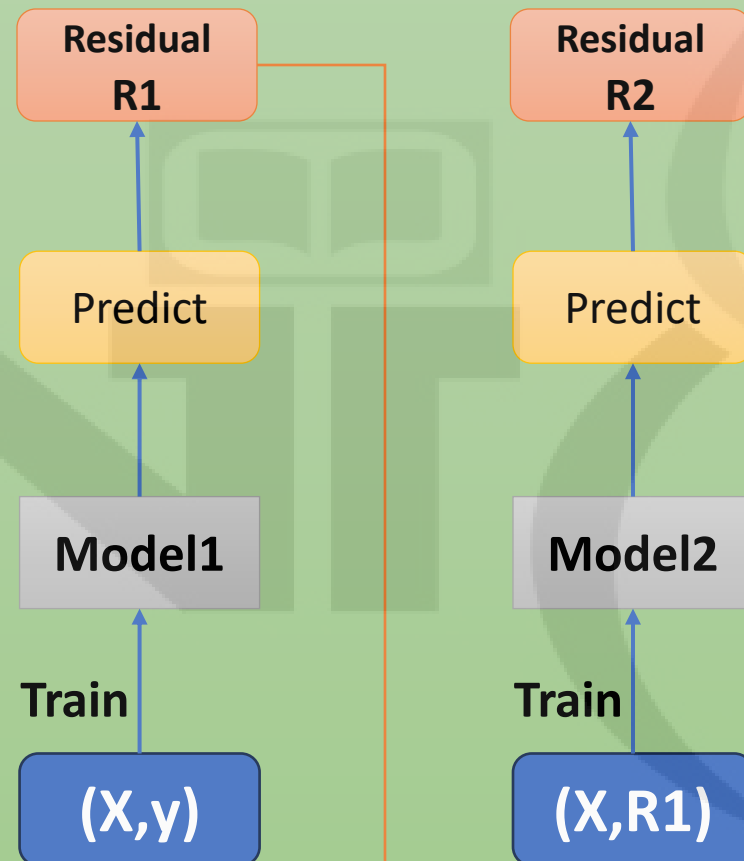 Residual
R1
Predict
Model1
Train
(X,y)
Residual
R2
Predict
Model2
Train
(X,R1)